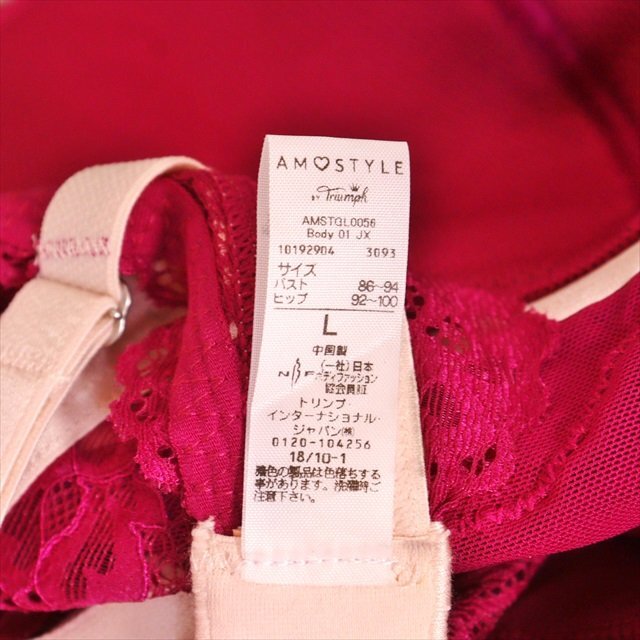 AMO♡STYLE
BY Triumph
AMSTGL0056
Body 01 JX
10192904 3093
サイズ
バスト 86~94
ヒップ 92~100
L
中国製
NBF (一社)日本
ボディファッション
協会員証
トリンプ
インターナショナル・
ジャパン㈱
0120-104256
18/10-1
濃色の製品は色落ちする
事があります。洗濯時ご
注意下さい。